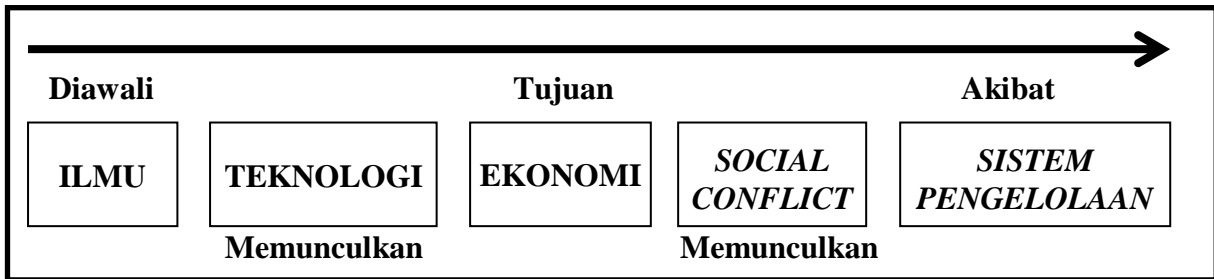 Diawali Tujuan Akibat
ILMU
TEKNOLOGI
EKONOMI
SOCIAL
CONFLICT
SISTEM
PENGELOLAAN
Memunculkan Memunculkan